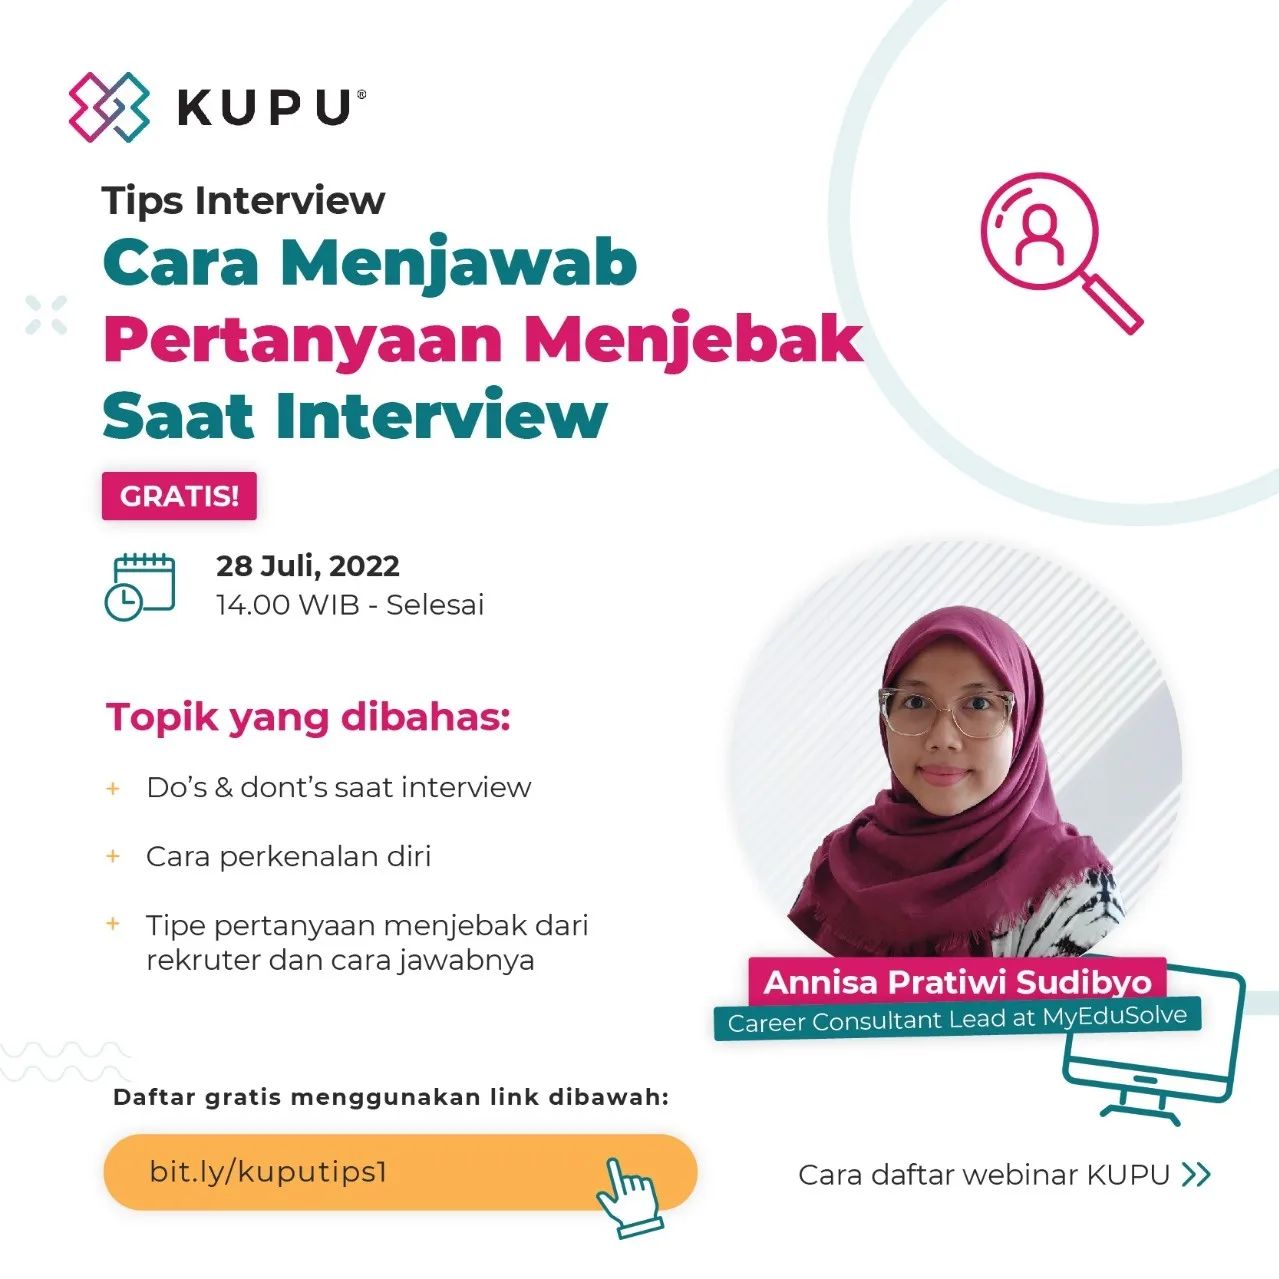 KUPU®
Tips Interview
Cara Menjawab
Pertanyaan Menjebak
Saat Interview
GRATIS!
28 Juli, 2022
14.00 WIB - Selesai
Topik yang dibahas:
+ Do’s & dont’s saat interview
+ Cara perkenalan diri
+ Tipe pertanyaan menjebak dari
rekruter dan cara jawabnya
Annisa Pratiwi Sudibyo
Career Consultant Lead at MyEduSolve
Daftar gratis menggunakan link dibawah:
bit.ly/kuputips1
Cara daftar webinar KUPU >>